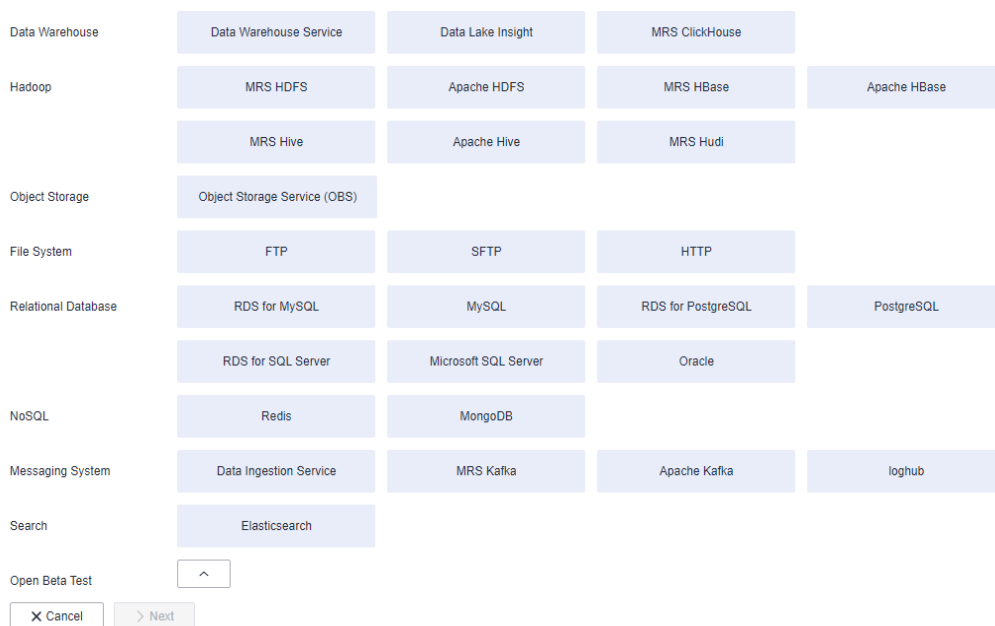 Data Warehouse Data Warehouse Service Data Lake Insight MRS ClickHouse
Hadoop MRS HDFS Apache HDFS MRS HBase Apache HBase
MRS Hive Apache Hive MRS Hudi
Object Storage Object Storage Service (OBS)
File System FTP SFTP HTTP
Relational Database RDS for MySQL MySQL RDS for PostgreSQL PostgreSQL
RDS for SQL Server Microsoft SQL Server Oracle
NoSQL Redis MongoDB
Messaging System Data Ingestion Service MRS Kafka Apache Kafka loghub
Search Elasticsearch
Open Beta Test
Cancel Next